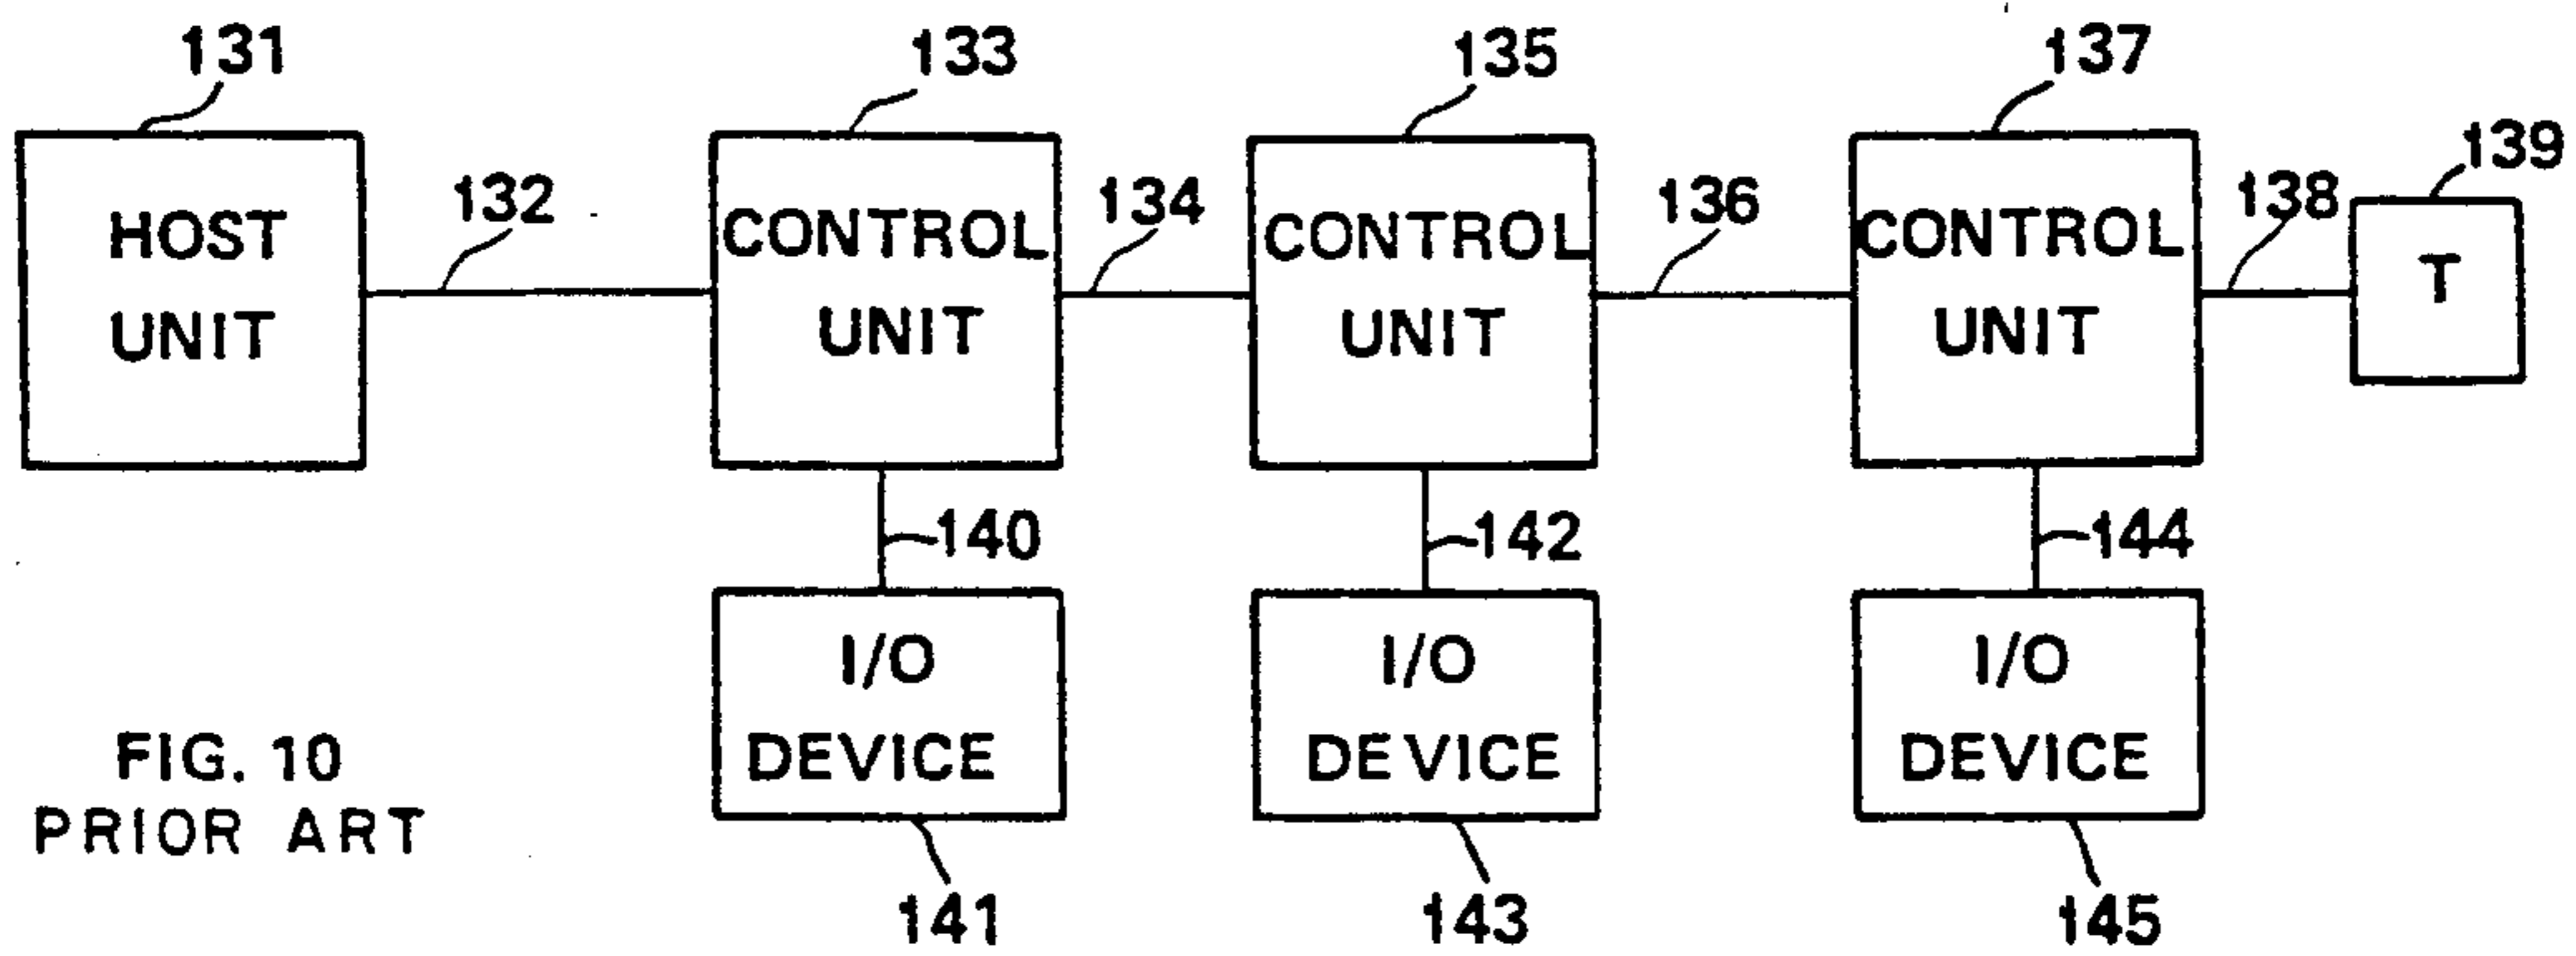 131
133
135
137
139
132
134
136
138
HOST
UNIT
CONTROL
UNIT
CONTROL
UNIT
CONTROL
UNIT
T
140
142
144
I/O
DEVICE
I/O
DEVICE
I/O
DEVICE
141
143
145
FIG. 10
PRIOR ART